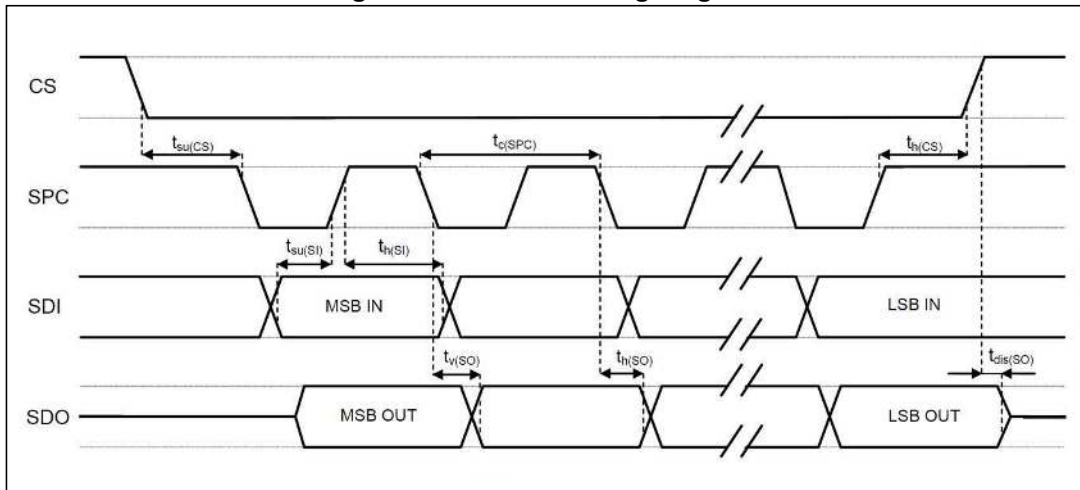 CS
t_su(CS)
t_c(SPC)
t_h(CS)
SPC
t_su(SI)
t_h(SI)
SDI
MSB IN
LSB IN
t_v(SO)
t_h(SO)
t_dis(SO)
SDO
MSB OUT
LSB OUT